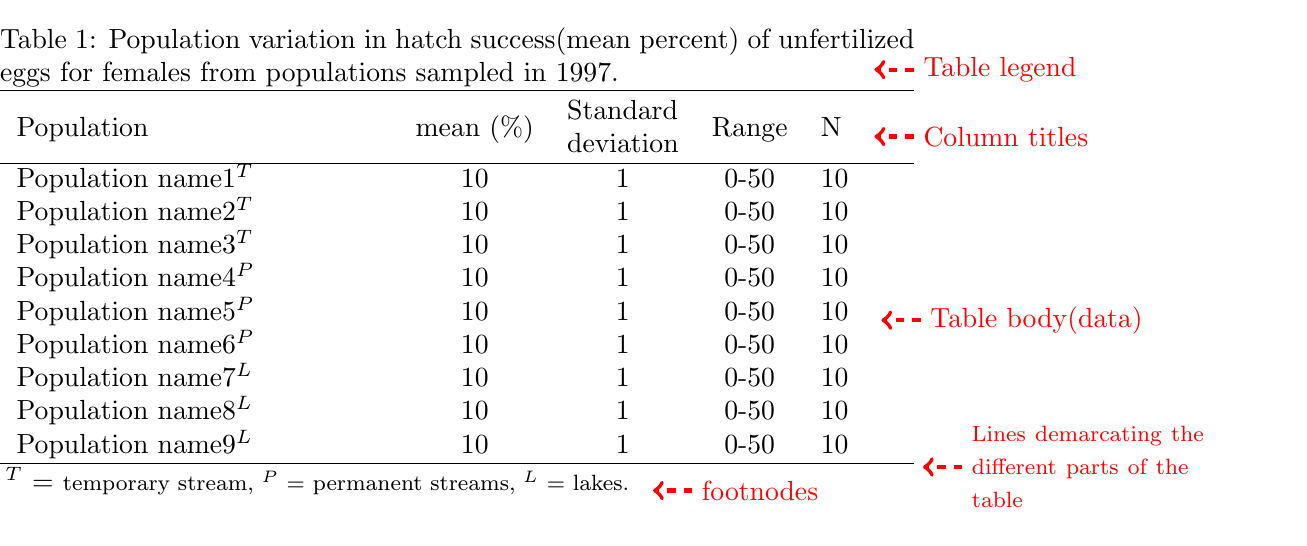 Table 1: Population variation in hatch success(mean percent) of unfertilized
eggs for females from populations sampled in 1997.
Table legend
Population mean (%) Standard deviation Range N
Column titles
Population name1^T 10 1 0-50 10
Population name2^T 10 1 0-50 10
Population name3^T 10 1 0-50 10
Population name4^P 10 1 0-50 10
Population name5^P 10 1 0-50 10
Table body(data)
Population name6^P 10 1 0-50 10
Population name7^L 10 1 0-50 10
Population name8^L 10 1 0-50 10
Population name9^L 10 1 0-50 10
Lines demarcating the
different parts of the
table
^T = temporary stream, ^P = permanent streams, ^L = lakes.
footnodes